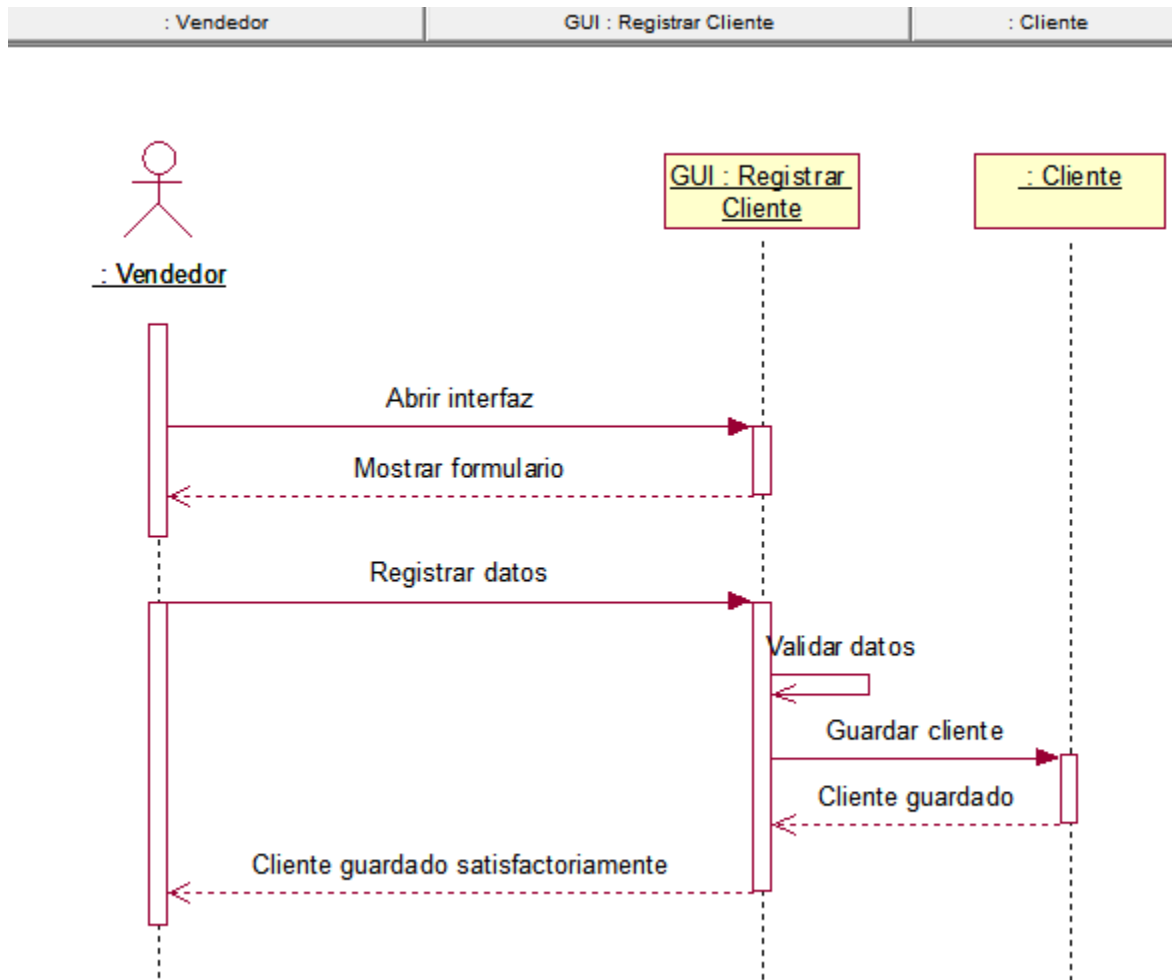 : Vendedor
GUI : Registrar Cliente
: Cliente
GUI : Registrar
Cliente
: Cliente
: Vendedor
Abrir interfaz
Mostrar formulario
Registrar datos
Validar datos
Guardar cliente
Cliente guardado
Cliente guardado satisfactoriamente